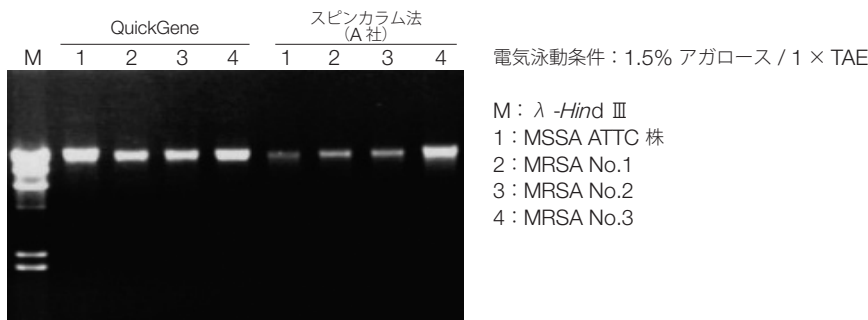 QuickGene
スピンカラム法
（A 社）
M 1 2 3 4 1 2 3 4
電気泳動条件：1.5% アガロース / 1 × TAE
M：λ -Hind Ⅲ
1：MSSA ATTC 株
2：MRSA No.1
3：MRSA No.2
4：MRSA No.3